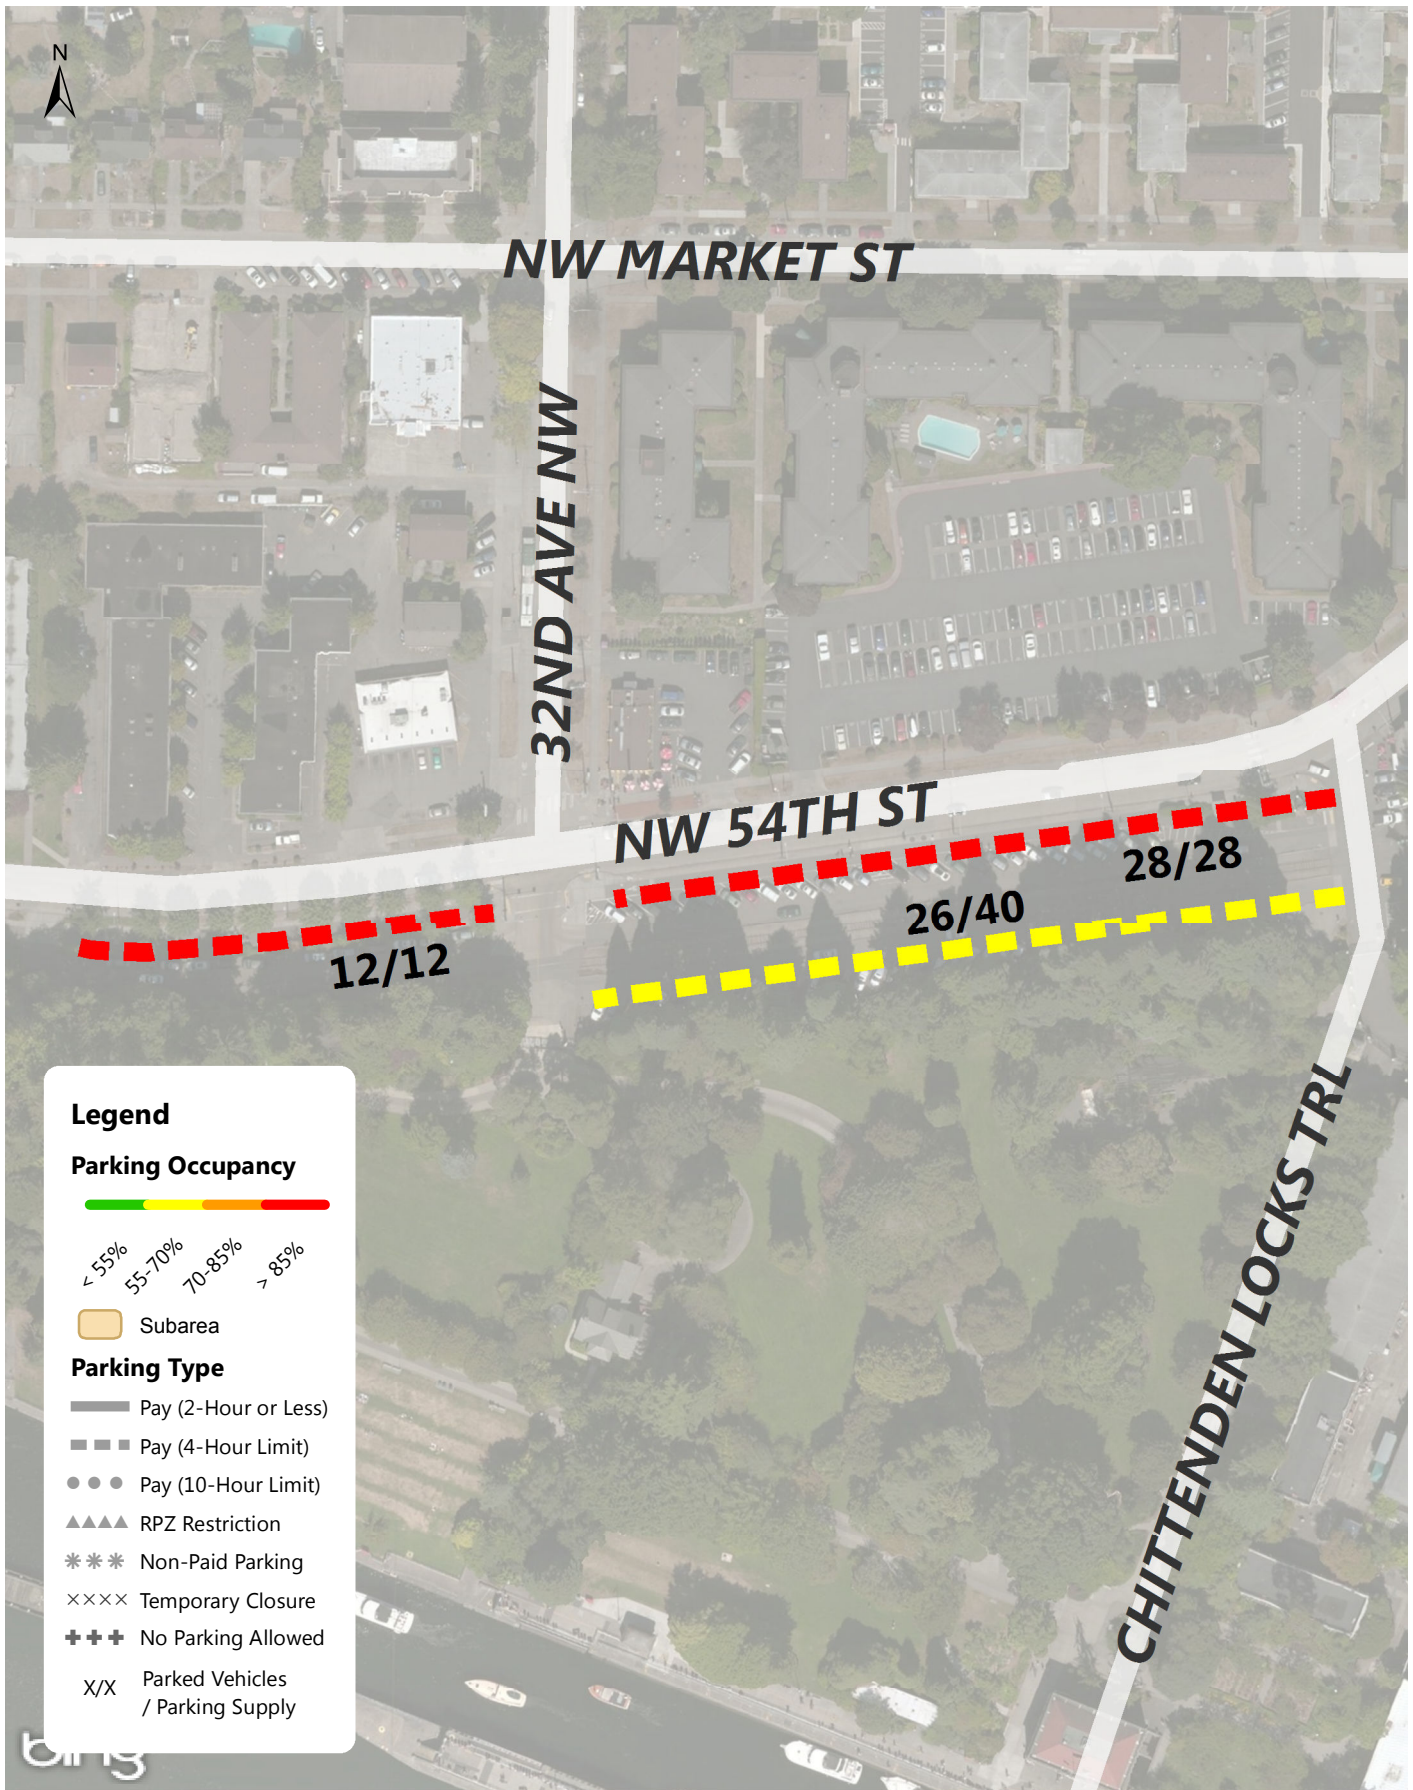 N
NW MARKET ST
32ND AVE NW
NW 54TH ST
28/28
26/40
12/12
CHITTENDEN LOCKS TRL
Legend
Parking Occupancy
< 55%
55-70%
70-85%
> 85%
Subarea
Parking Type
Pay (2-Hour or Less)
Pay (4-Hour Limit)
Pay (10-Hour Limit)
RPZ Restriction
Non-Paid Parking
Temporary Closure
No Parking Allowed
X/X Parked Vehicles
/ Parking Supply
bing